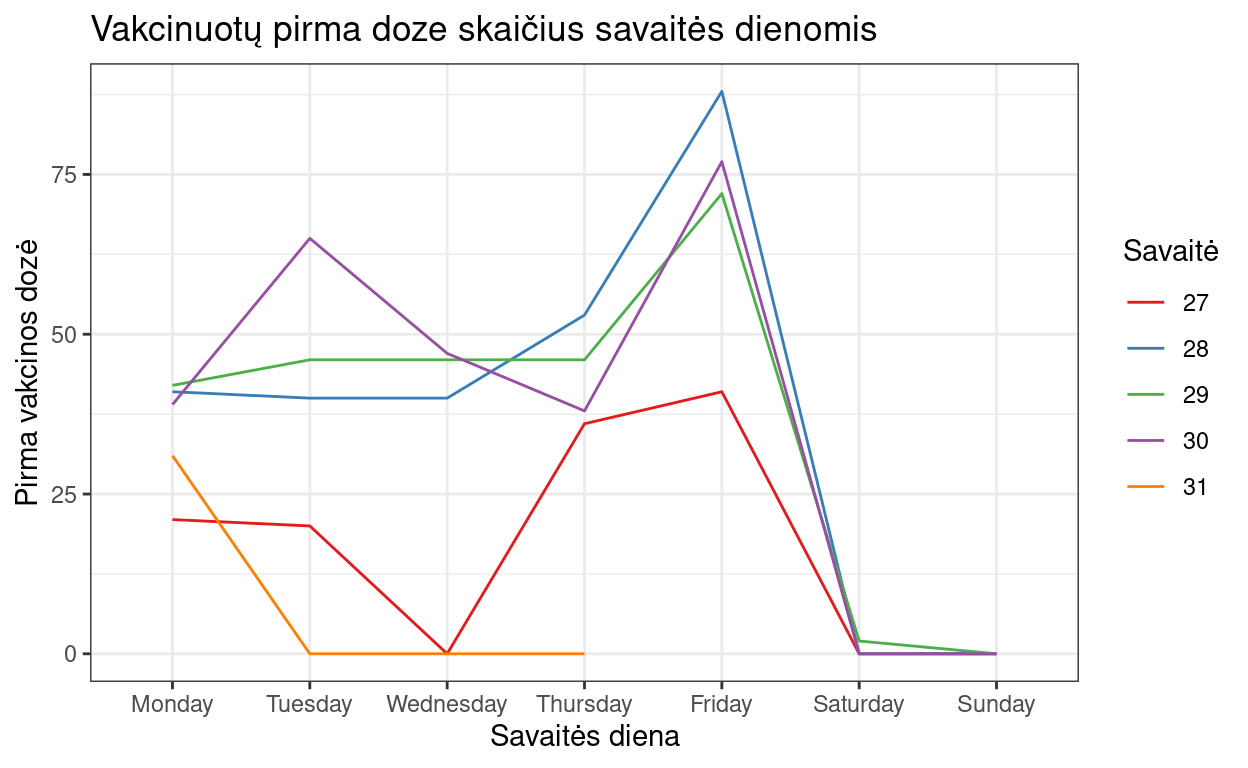 Vakcinuotų pirma doze skaičius savaitės dienomis
Pirma vakcinos dozė
75
50
25
0
Monday Tuesday Wednesday Thursday Friday Saturday Sunday
Savaitės diena
Savaitė
27
28
29
30
31